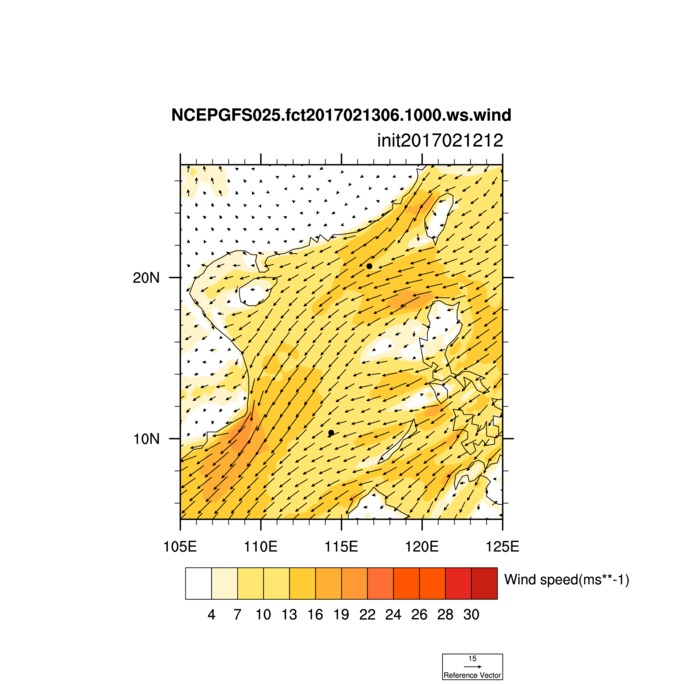 NCEPGFS025.fct2017021306.1000.ws.wind
init2017021212
20N
10N
105E 110E 115E 120E 125E
Wind speed(ms**-1)
4 7 10 13 16 19 22 24 26 28 30
15
Reference Vector